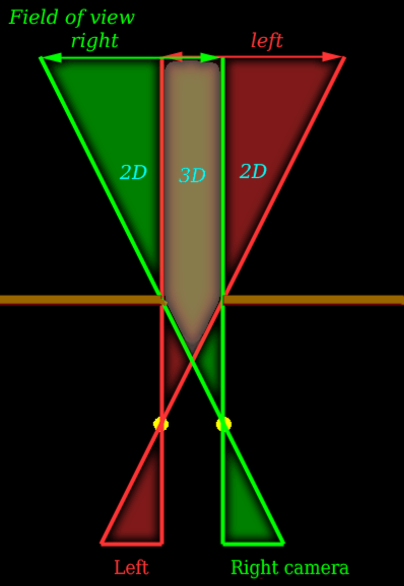 Field of view
right
left
2D
3D
2D
Left
Right camera